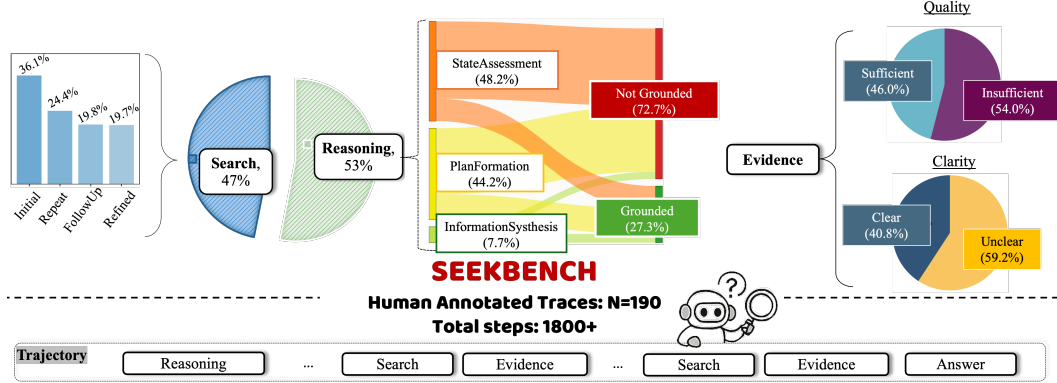 36.1%
24.4%
19.8%
19.7%
Initial
Repeat
FollowUp
Refined
Search,
47%
Reasoning,
53%
StateAssessment
(48.2%)
PlanFormation
(44.2%)
InformationSysthesis
(7.7%)
Not Grounded
(72.7%)
Grounded
(27.3%)
Evidence
Quality
Sufficient
(46.0%)
Insufficient
(54.0%)
Clarity
Clear
(40.8%)
Unclear
(59.2%)
SEEKBENCH
Human Annotated Traces: N=190
Total steps: 1800+
?
Trajectory
Reasoning
...
Search
Evidence
...
Search
Evidence
Answer